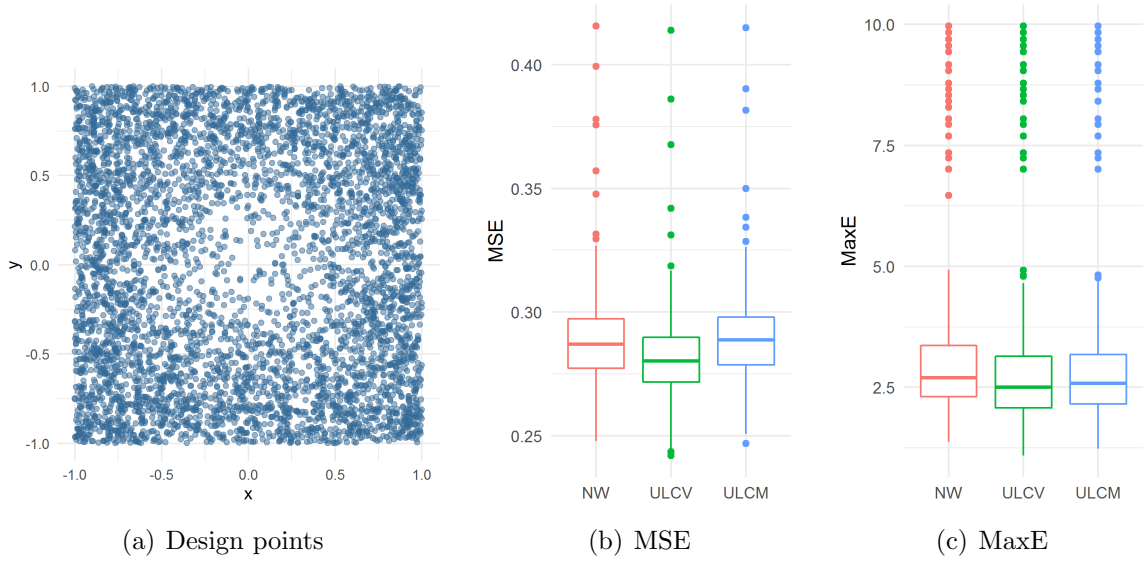 1.0
0.5
0.0
-0.5
-1.0
y
-1.0 -0.5 0.0 0.5 1.0
x
(a) Design points
0.40
0.35
0.30
0.25
MSE
NW ULCV ULCM
(b) MSE
10.0
7.5
5.0
2.5
MaxE
NW ULCV ULCM
(c) MaxE